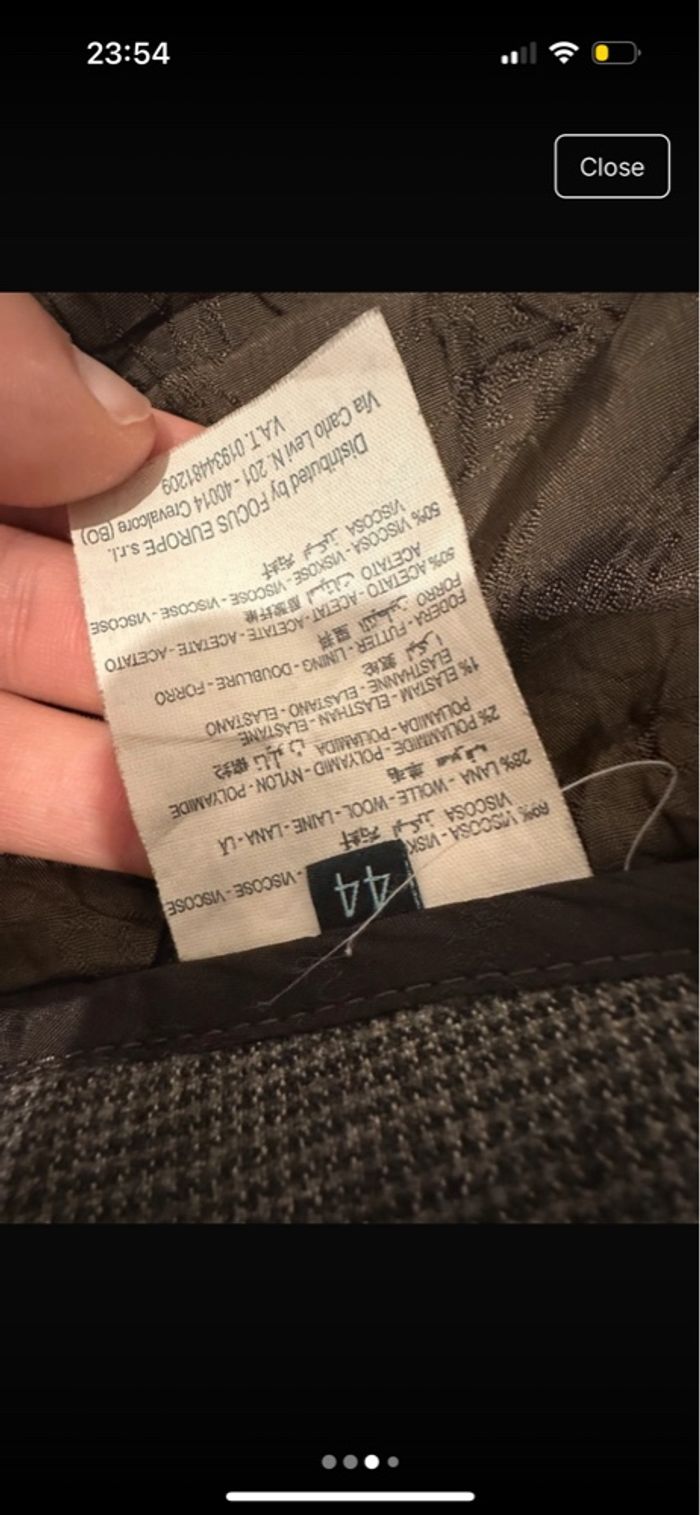 23:54
Close
44
69% VISCOSA - - VISCOSE - VISCOSE
VISCOSA
28% LANA - WOLLE - WOOL - LAINE - LANA - LÃ
صوف
2% POLIAMMIDE - POLYAMID - NYLON - POLYAMIDE
POLIAMIDA - POLIAMIDA
1% ELASTAM - ELASTHAN - ELASTANE
ELASTHANNE - ELASTANO - ELASTANO
FODERA - FUTTER - LINING - DOUBLURE - FORRO
FORRO
50% ACETATO - ACETAT - ACETATE - ACETATE - ACETATO
ACETATO
50% VISCOSA - VISKOSE - VISCOSE - VISCOSE
VISCOSA
Distributed by FOCUS EUROPE s.r.l.
Via Carlo Levi N. 201 - 40014 Crevalcore (BO)
V.A.T. 01934481209